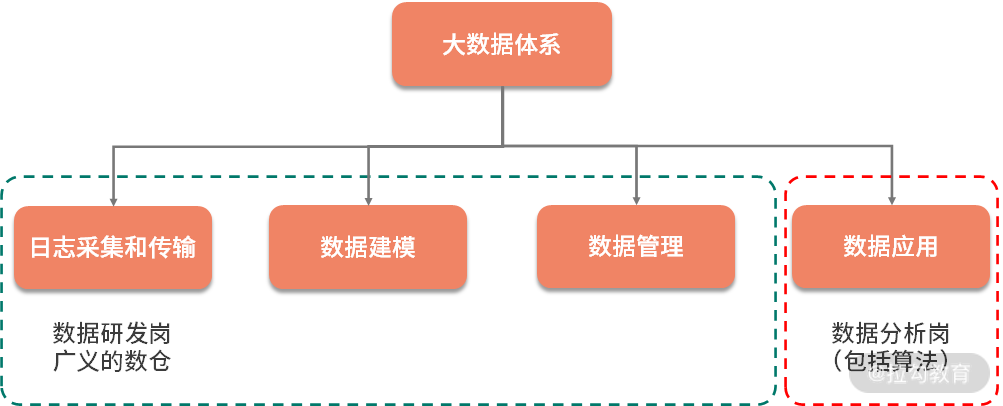 大数据体系
日志采集和传输
数据建模
数据管理
数据应用
数据研发岗
广义的数仓
数据分析岗
（包括算法）
@拉勾教育